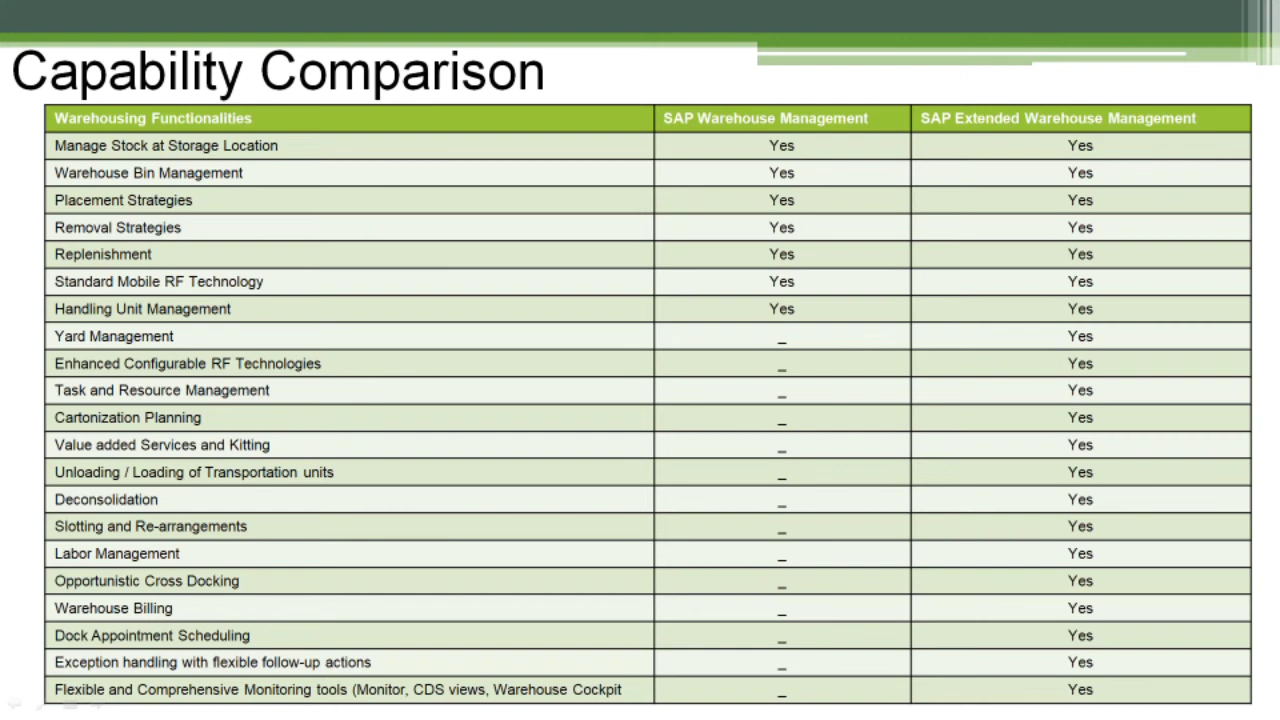 Capability Comparison
Warehousing Functionalities SAP Warehouse Management SAP Extended Warehouse Management
Manage Stock at Storage Location Yes Yes
Warehouse Bin Management Yes Yes
Placement Strategies Yes Yes
Removal Strategies Yes Yes
Replenishment Yes Yes
Standard Mobile RF Technology Yes Yes
Handling Unit Management Yes Yes
Yard Management _ Yes
Enhanced Configurable RF Technologies _ Yes
Task and Resource Management _ Yes
Cartonization Planning _ Yes
Value added Services and Kitting _ Yes
Unloading / Loading of Transportation units _ Yes
Deconsolidation _ Yes
Slotting and Re-arrangements _ Yes
Labor Management _ Yes
Opportunistic Cross Docking _ Yes
Warehouse Billing _ Yes
Dock Appointment Scheduling _ Yes
Exception handling with flexible follow-up actions _ Yes
Flexible and Comprehensive Monitoring tools (Monitor, CDS views, Warehouse Cockpit _ Yes